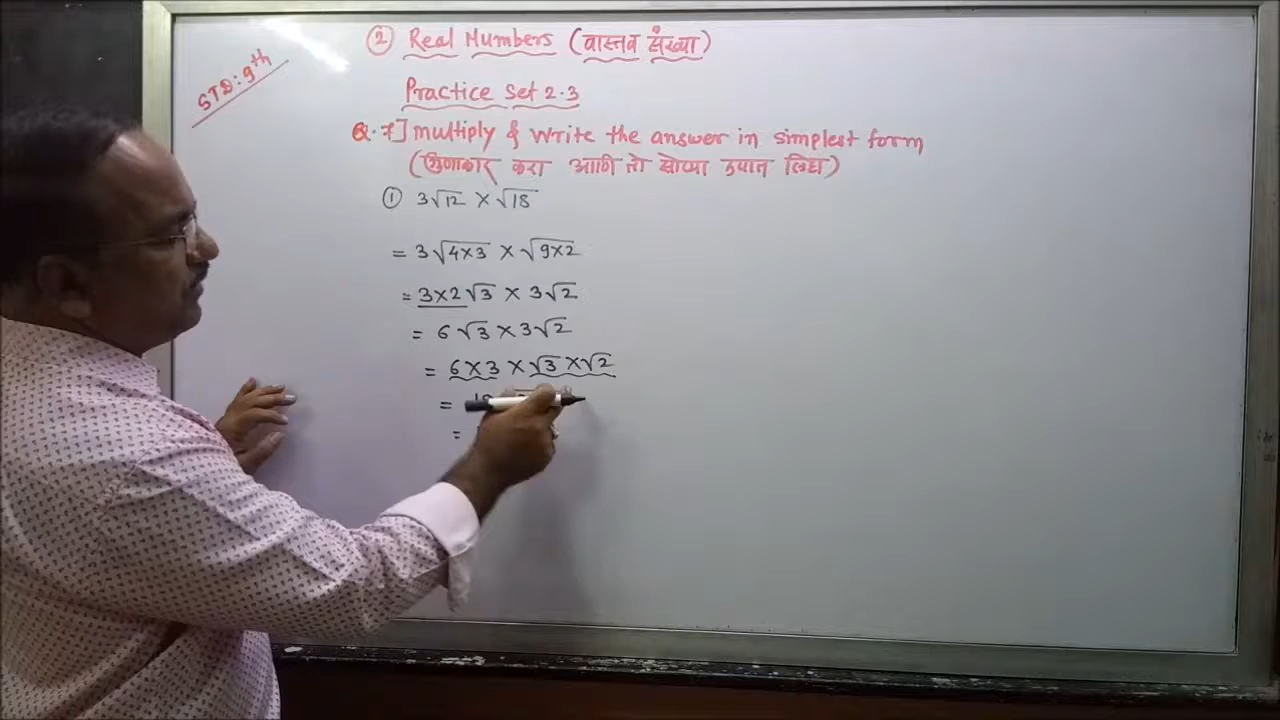 ② Real Numbers (वास्तव संख्या)
STD: 9th
Practice Set 2.3
Q.7] multiply & Write the answer in simplest form
(गुणाकार करा आणि तो सोप्या रुपात लिहा)
① 3√12 × √18
= 3√4×3 × √9×2
= 3×2√3 × 3√2
= 6√3 × 3√2
= 6×3 × √3 × √2
=
=